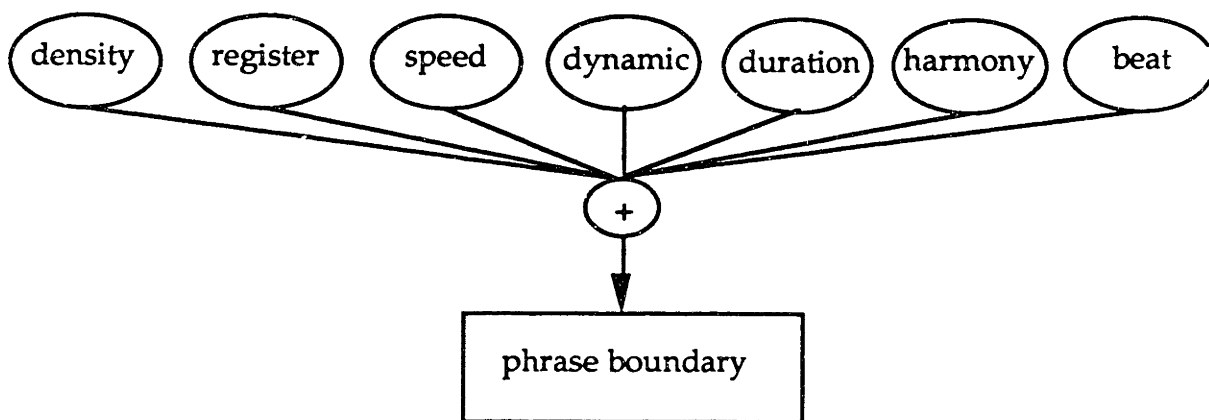 density register speed dynamic duration harmony beat
+
phrase boundary